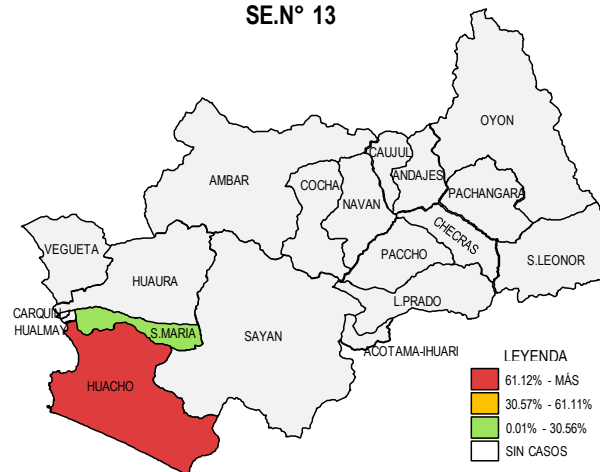 SE.N° 13
OYON
CAUJUL
ANDAJES
AMBAR
COCHA
NAVAN
PACHANGARA
CHECRAS
VEGUETA
PACCHO
S.LEONOR
HUAURA
L.PRADO
CARQUIN
HUALMAY
S.MARIA
SAYAN
ACOTAMA-IHUARI
HUACHO
LEYENDA
61.12% - MÁS
30.57% - 61.11%
0.01% - 30.56%
SIN CASOS